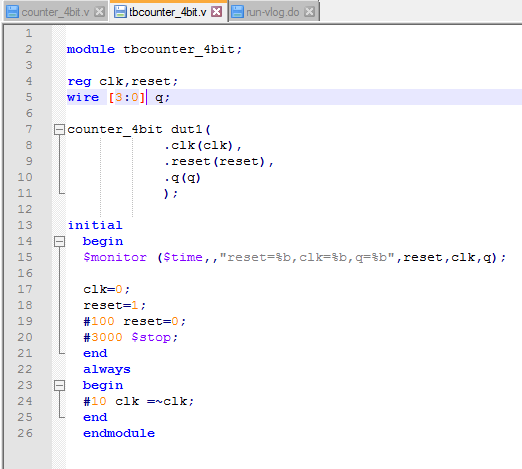 counter_4bit.v tbcounter_4bit.v run-vlog.do
1
2 module tbcounter_4bit;
3
4 reg clk,reset;
5 wire [3:0] q;
6
7 counter_4bit dut1(
8 .clk(clk),
9 .reset(reset),
10 .q(q)
11 );
12
13 initial
14 begin
15 $monitor ($time,,"reset=%b,clk=%b,q=%b",reset,clk,q);
16
17 clk=0;
18 reset=1;
19 #100 reset=0;
20 #3000 $stop;
21 end
22 always
23 begin
24 #10 clk =~clk;
25 end
26 endmodule